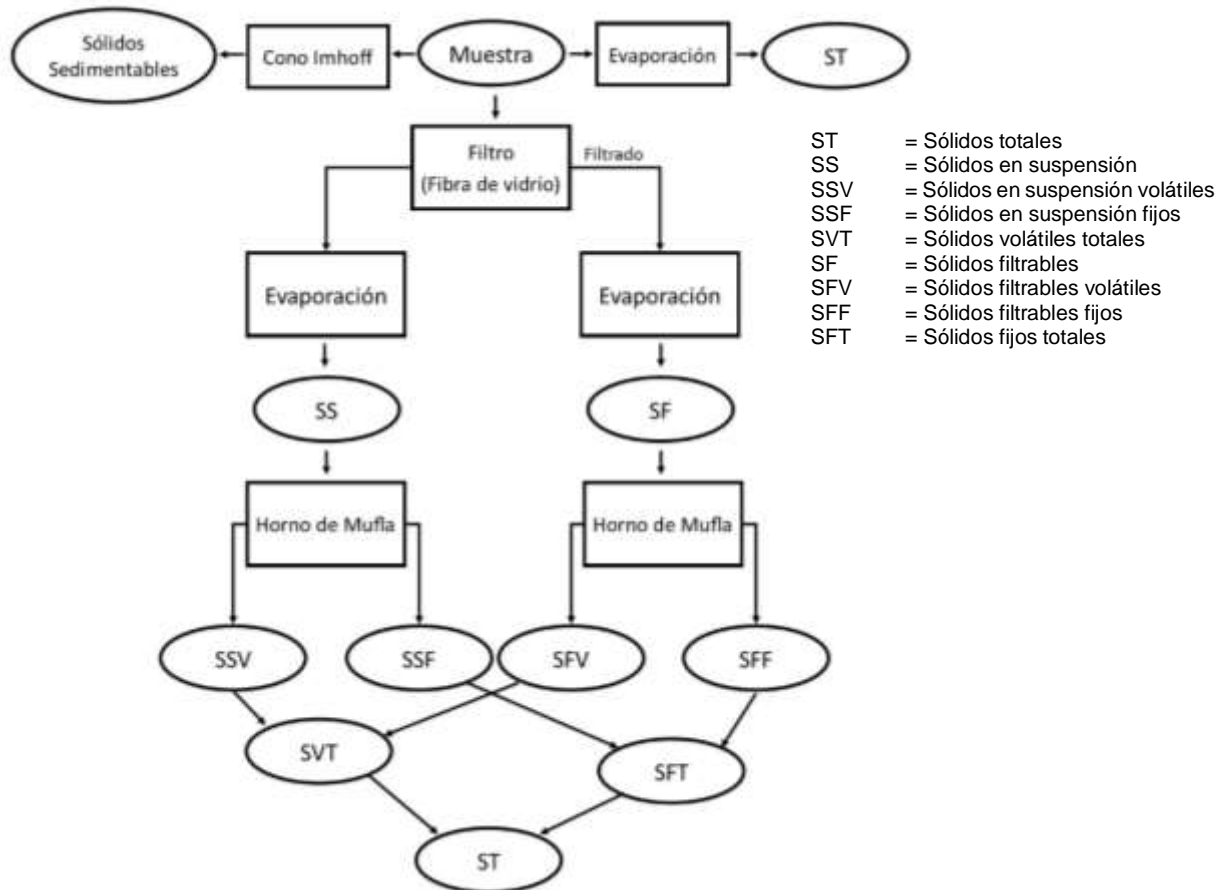 Sólidos
Sedimentables
Cono Imhoff
Muestra
Evaporación
ST
Filtro
(Fibra de vidrio)
Filtrado
ST = Sólidos totales
SS = Sólidos en suspensión
SSV = Sólidos en suspensión volátiles
SSF = Sólidos en suspensión fijos
SVT = Sólidos volátiles totales
SF = Sólidos filtrables
SFV = Sólidos filtrables volátiles
SFF = Sólidos filtrables fijos
SFT = Sólidos fijos totales
Evaporación
Evaporación
SS
SF
Horno de Mufla
Horno de Mufla
SSV
SSF
SFV
SFF
SVT
SFT
ST